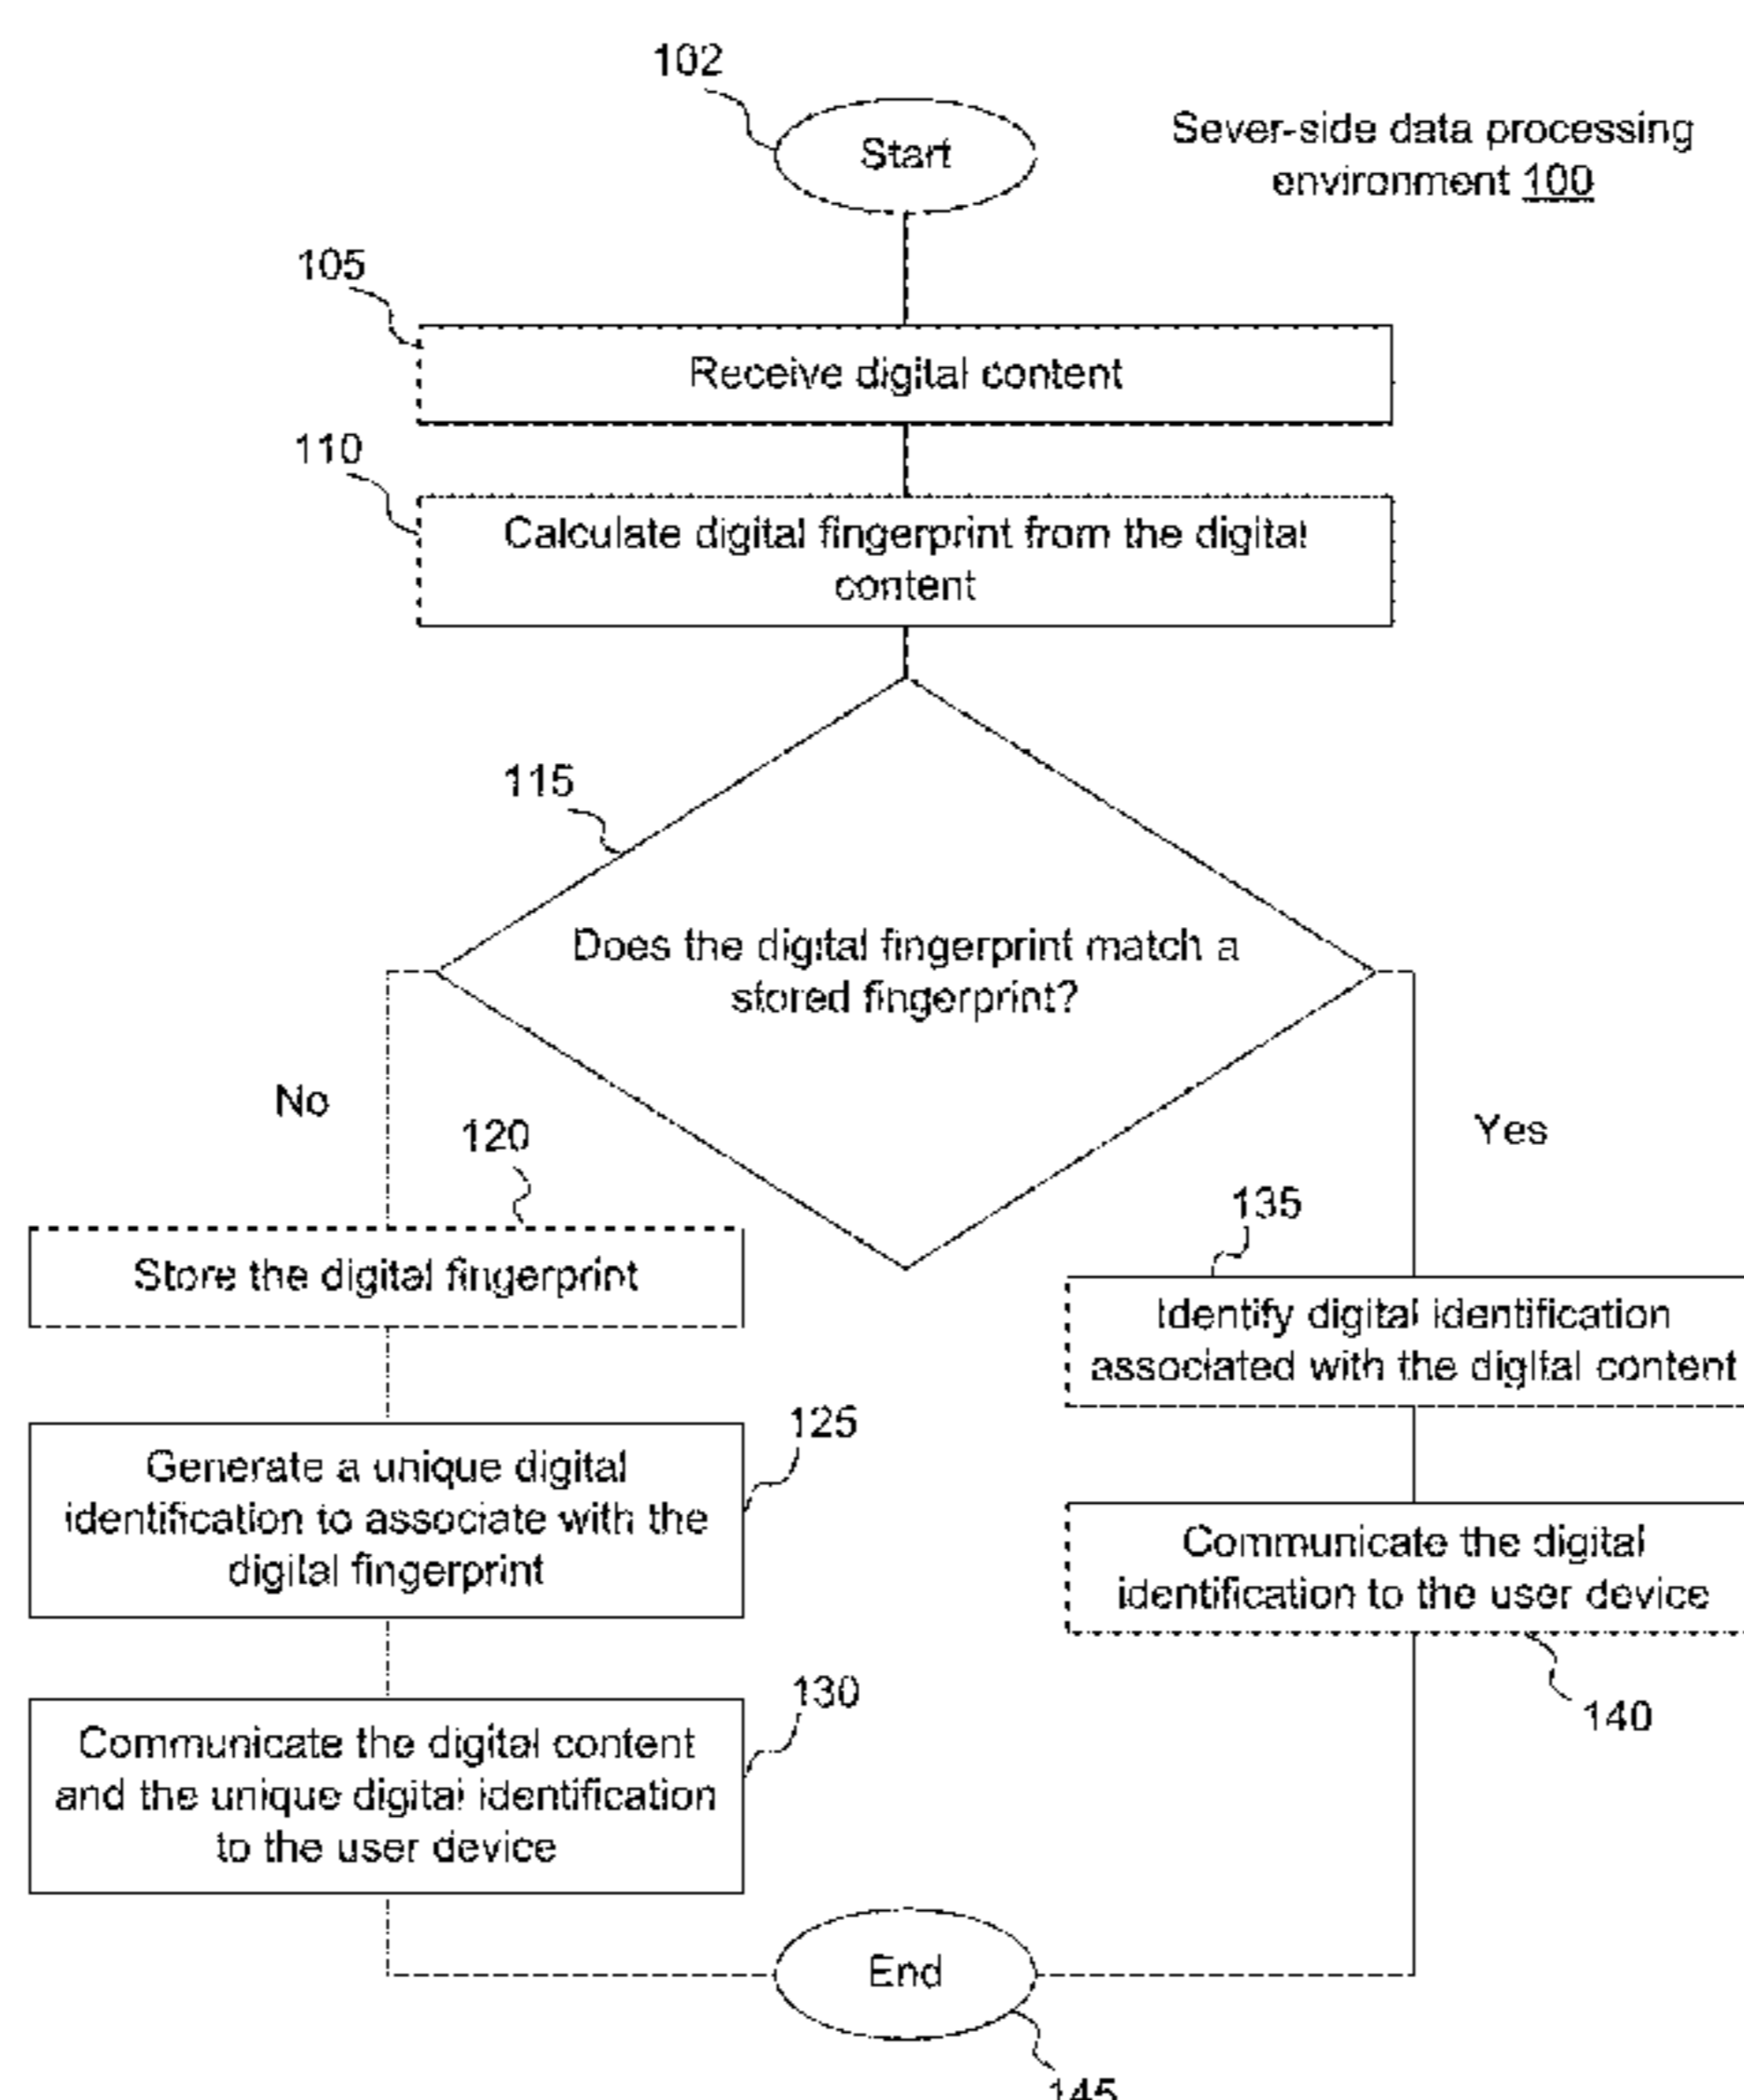 102
Start
Sever-side data processing
environment 100
105
Receive digital content
110
Calculate digital fingerprint from the digital
content
115
Does the digital fingerprint match a
stored fingerprint?
No
Yes
120
Store the digital fingerprint
135
Identify digital identification
associated with the digital content
125
Generate a unique digital
identification to associate with the
digital fingerprint
Communicate the digital
identification to the user device
140
130
Communicate the digital content
and the unique digital identification
to the user device
End
145